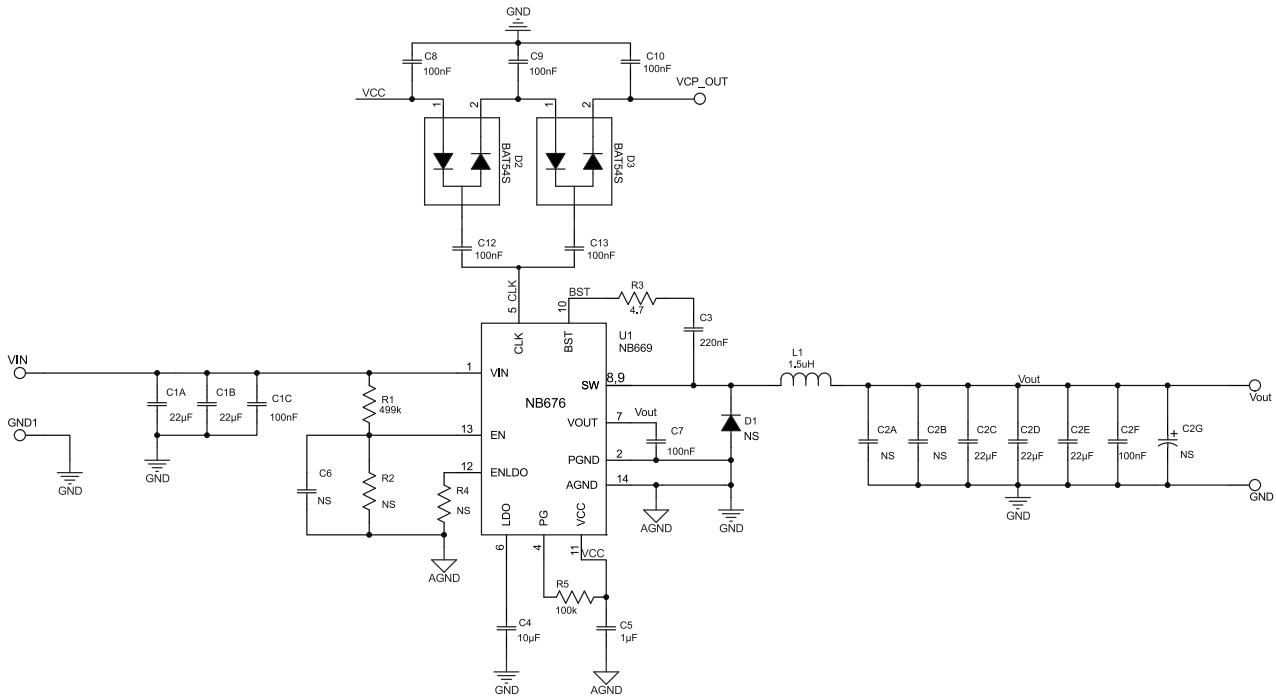 GND
C8
100nF
C9
100nF
C10
100nF
VCC
VCP_OUT
1
2
1
2
D2
BAT54S
D3
BAT54S
C12
100nF
C13
100nF
5 CLK
10
BST
R3
4.7
C3
220nF
U1
NB669
CLK
BST
VIN
1
VIN
C1A
22µF
C1B
22µF
C1C
100nF
R1
499k
GND1
GND
GND
13
EN
12
ENLDO
C6
NS
R2
NS
R4
NS
AGND
NB676
SW
8,9
VOUT
7
Vout
C7
100nF
PGND
2
AGND
14
D1
NS
AGND
GND
L1
1.5uH
Vout
Vout
C2A
NS
C2B
NS
C2C
22µF
C2D
22µF
C2E
22µF
C2F
100nF
+
C2G
NS
GND
GND
LDO
PG
VCC
6
4
11
VCC
R5
100k
C4
10µF
C5
1µF
GND
AGND